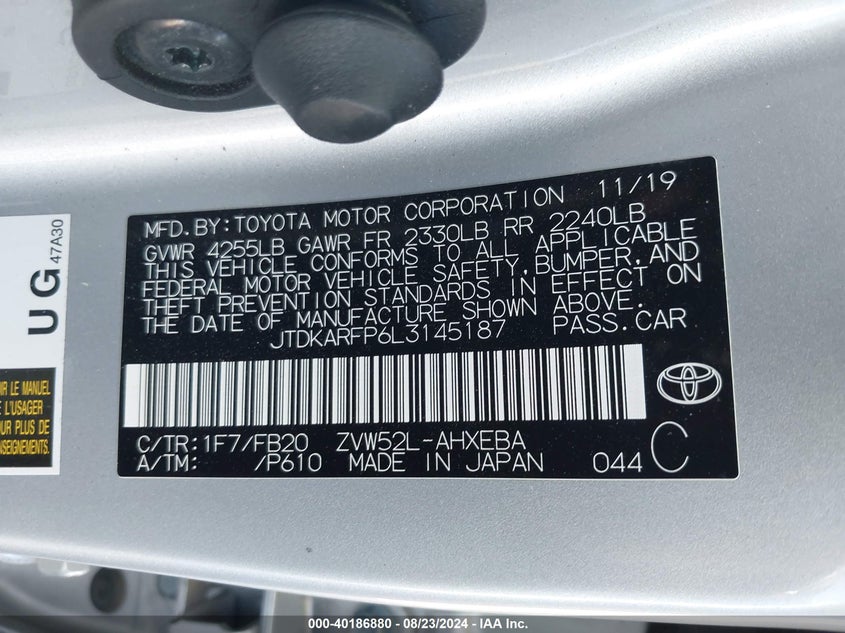 MFD.BY:TOYOTA MOTOR CORPORATION 11/19
GVWR 4255LB GAWR FR 2330LB RR 2240LB
THIS VEHICLE CONFORMS TO ALL APPLICABLE
FEDERAL MOTOR VEHICLE SAFETY,BUMPER,AND
THEFT PREVENTION STANDARDS IN EFFECT ON
THE DATE OF MANUFACTURE SHOWN ABOVE.
JTDKARFP6L3145187 PASS.CAR
C/TR:1F7/FB20 ZVW52L-AHXEBA
A/TM: /P610 MADE IN JAPAN 044 C
UG
47A30
LE MANUEL
L'USAGER
POUR PLUS
000-40186880 - 08/23/2024 - IAA Inc.